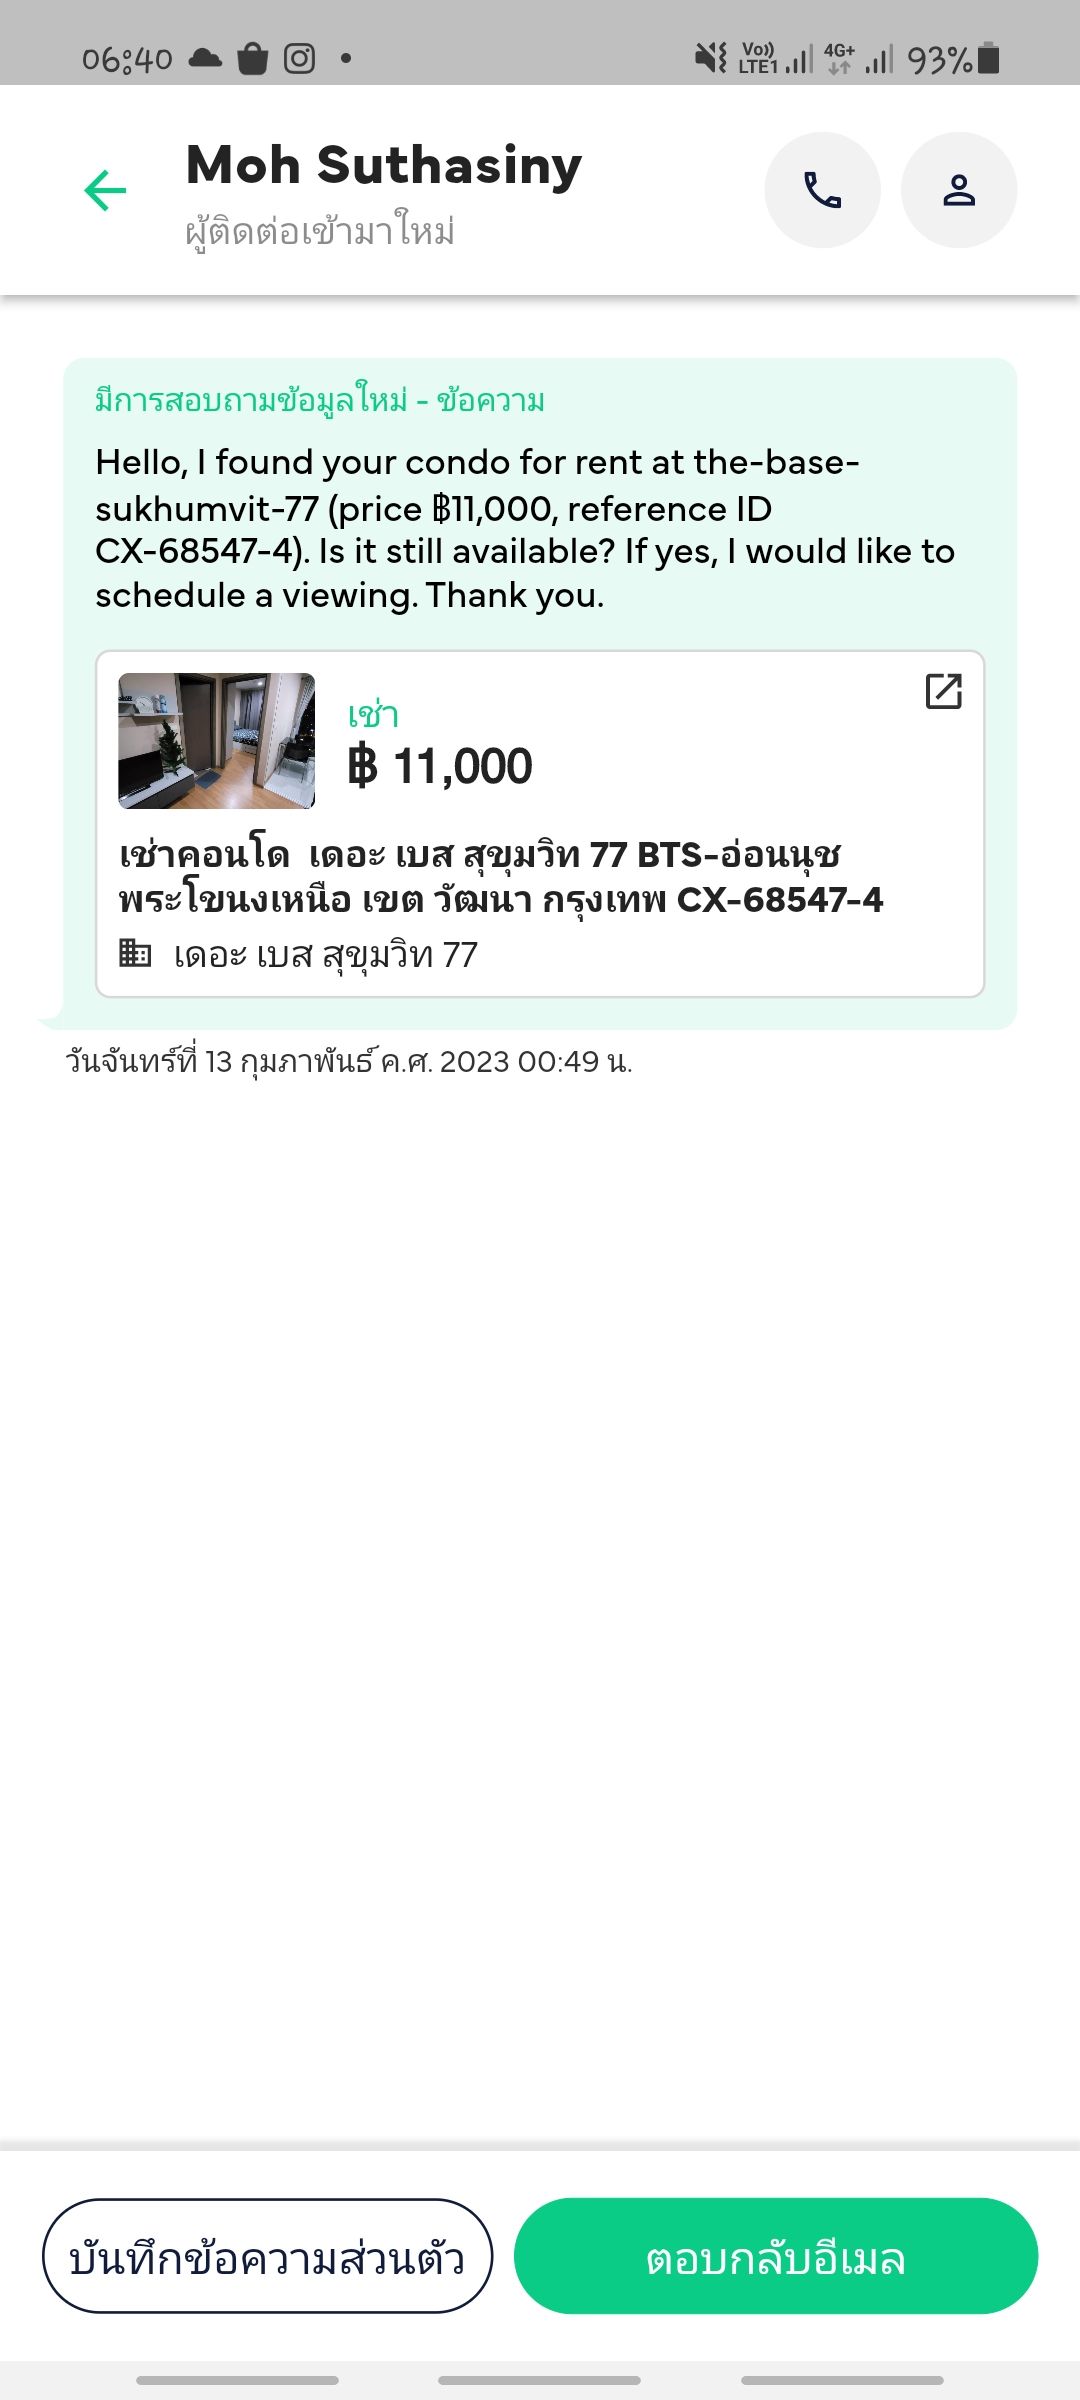 06:40
Vo)) LTE1 4G+ 93%
Moh Suthasiny
ผู้ติดต่อเข้ามาใหม่
มีการสอบถามข้อมูลใหม่ - ข้อความ
Hello, I found your condo for rent at the-base-
sukhumvit-77 (price ฿11,000, reference ID
CX-68547-4). Is it still available? If yes, I would like to
schedule a viewing. Thank you.
เช่า
฿ 11,000
เช่าคอนโด เดอะ เบส สุขุมวิท 77 BTS-อ่อนนุช
พระโขนงเหนือ เขต วัฒนา กรุงเทพ CX-68547-4
เดอะ เบส สุขุมวิท 77
วันจันทร์ที่ 13 กุมภาพันธ์ ค.ศ. 2023 00:49 น.
บันทึกข้อความส่วนตัว
ตอบกลับอีเมล